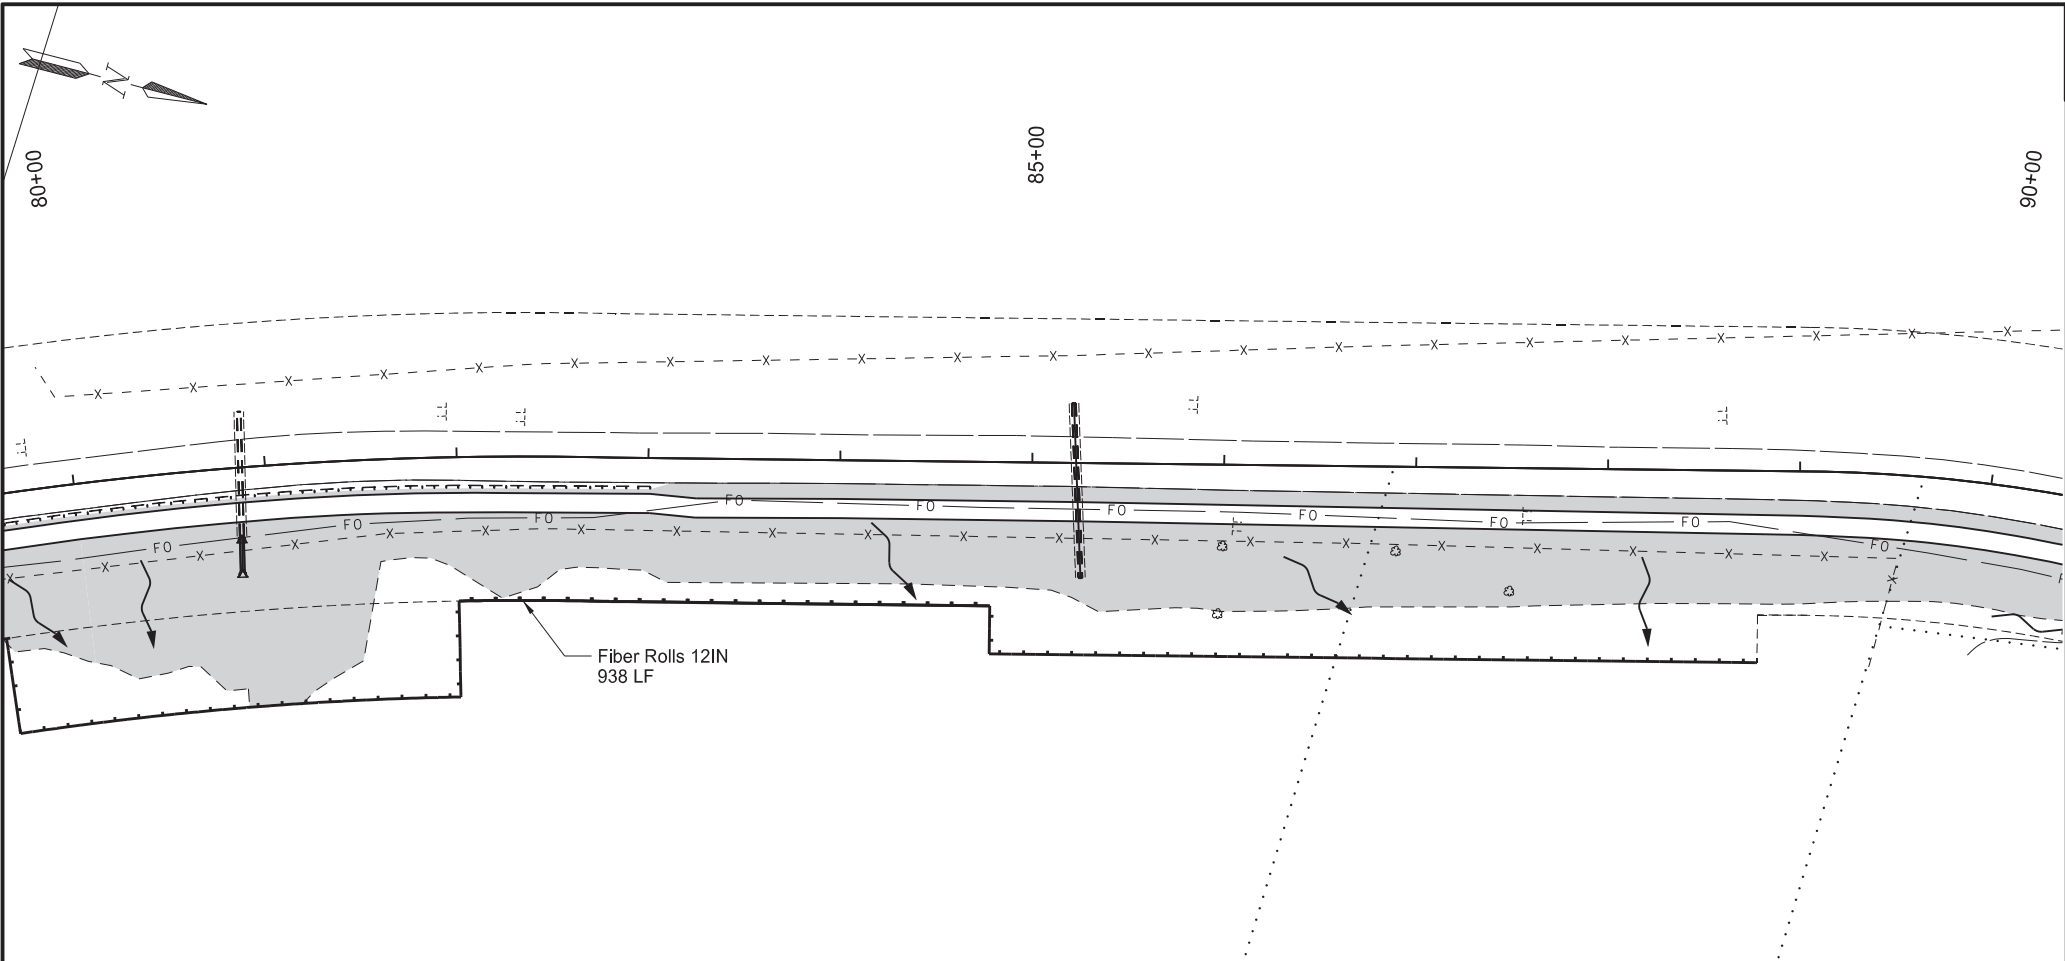 N
80+00
85+00
90+00
X X X X X X X X X X X X X X X X X X X X X
FO FO FO FO FO FO FO FO FO FO
X X X X X X X X X X X X X X X X X X X X
X
Fiber Rolls 12IN
938 LF